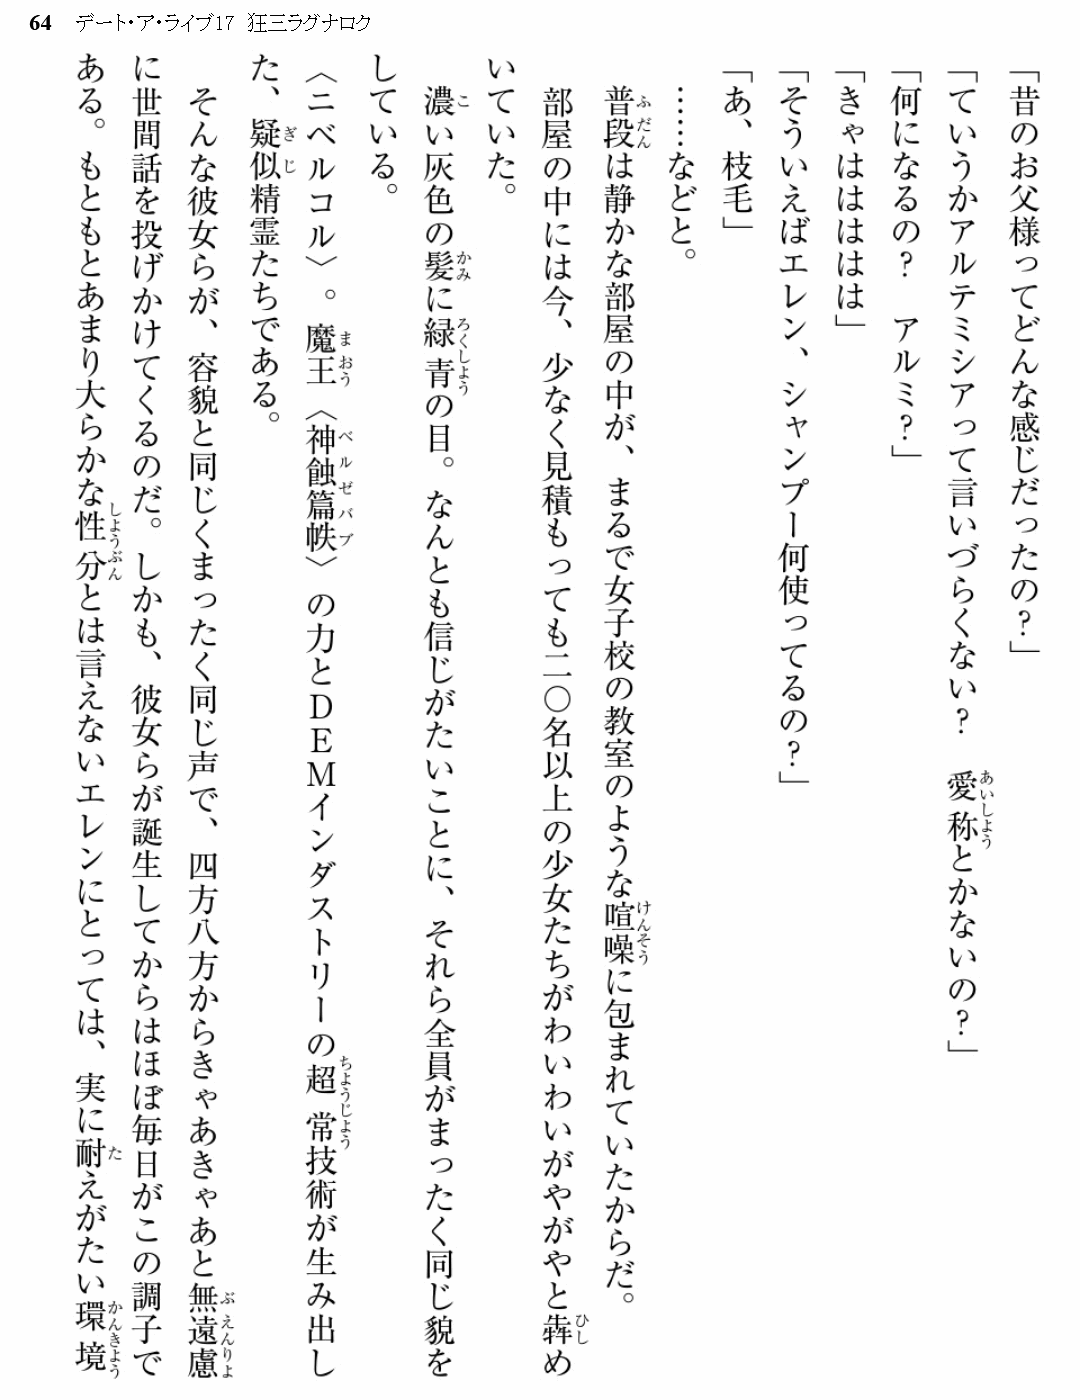 64 デート・ア・ライブ17 狂三ラグナロク
「昔のお父様ってどんな感じだったの？」
「ていうかアルテミシアって言いづらくない？　愛称とかないの？」
何になるの？　アルミ？」
「きゃはははは」
「そういえばエレン、シャンプー何使ってるの？」
「あ、枝毛」
……などと。
普段は静かな部屋の中が、まるで女子校の教室のような喧噪に包まれていたからだ。
部屋の中には今、少なく見積もっても二〇名以上の少女たちがわいわいがやがやと犇め
いていた。
濃い灰色の髪に緑青の目。なんとも信じがたいことに、それら全員がまったく同じ貌を
している。
〈ニベルコル〉。魔王〈神蝕篇帙〉の力とＤＥＭインダストリーの超常技術が生み出し
た、疑似精霊たちである。
そんな彼女らが、容貌と同じくまったく同じ声で、四方八方からきゃあきゃあと無遠慮
に世間話を投げかけてくるのだ。しかも、彼女らが誕生してからはほぼ毎日がこの調子で
ある。もともとあまり大らかな性分とは言えないエレンにとっては、実に耐えがたい環境